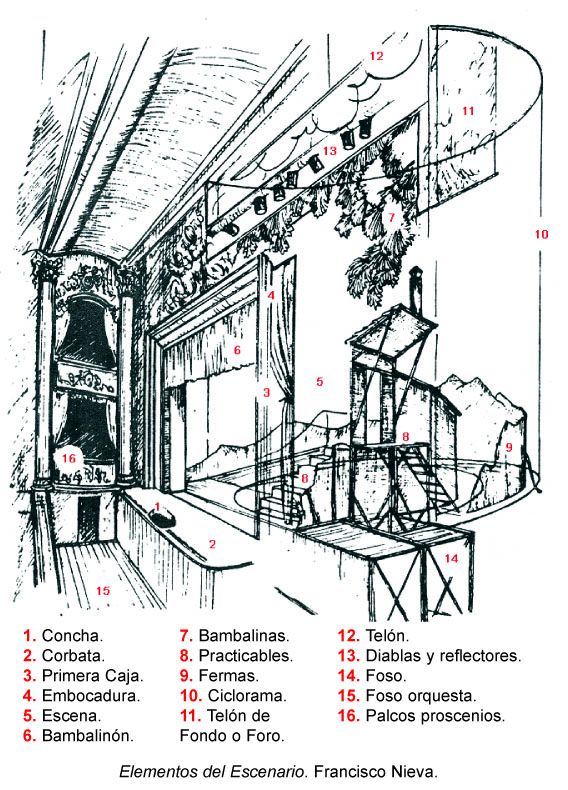 12
11
13
7
10
4
6
3
5
8
9
16
8
1
2
14
15
1. Concha.
2. Corbata.
3. Primera Caja.
4. Embocadura.
5. Escena.
6. Bambalinón.
7. Bambalinas.
8. Practicables.
9. Fermas.
10. Ciclorama.
11. Telón de
Fondo o Foro.
12. Telón.
13. Diablas y reflectores.
14. Foso.
15. Foso orquesta.
16. Palcos proscenios.
Elementos del Escenario. Francisco Nieva.